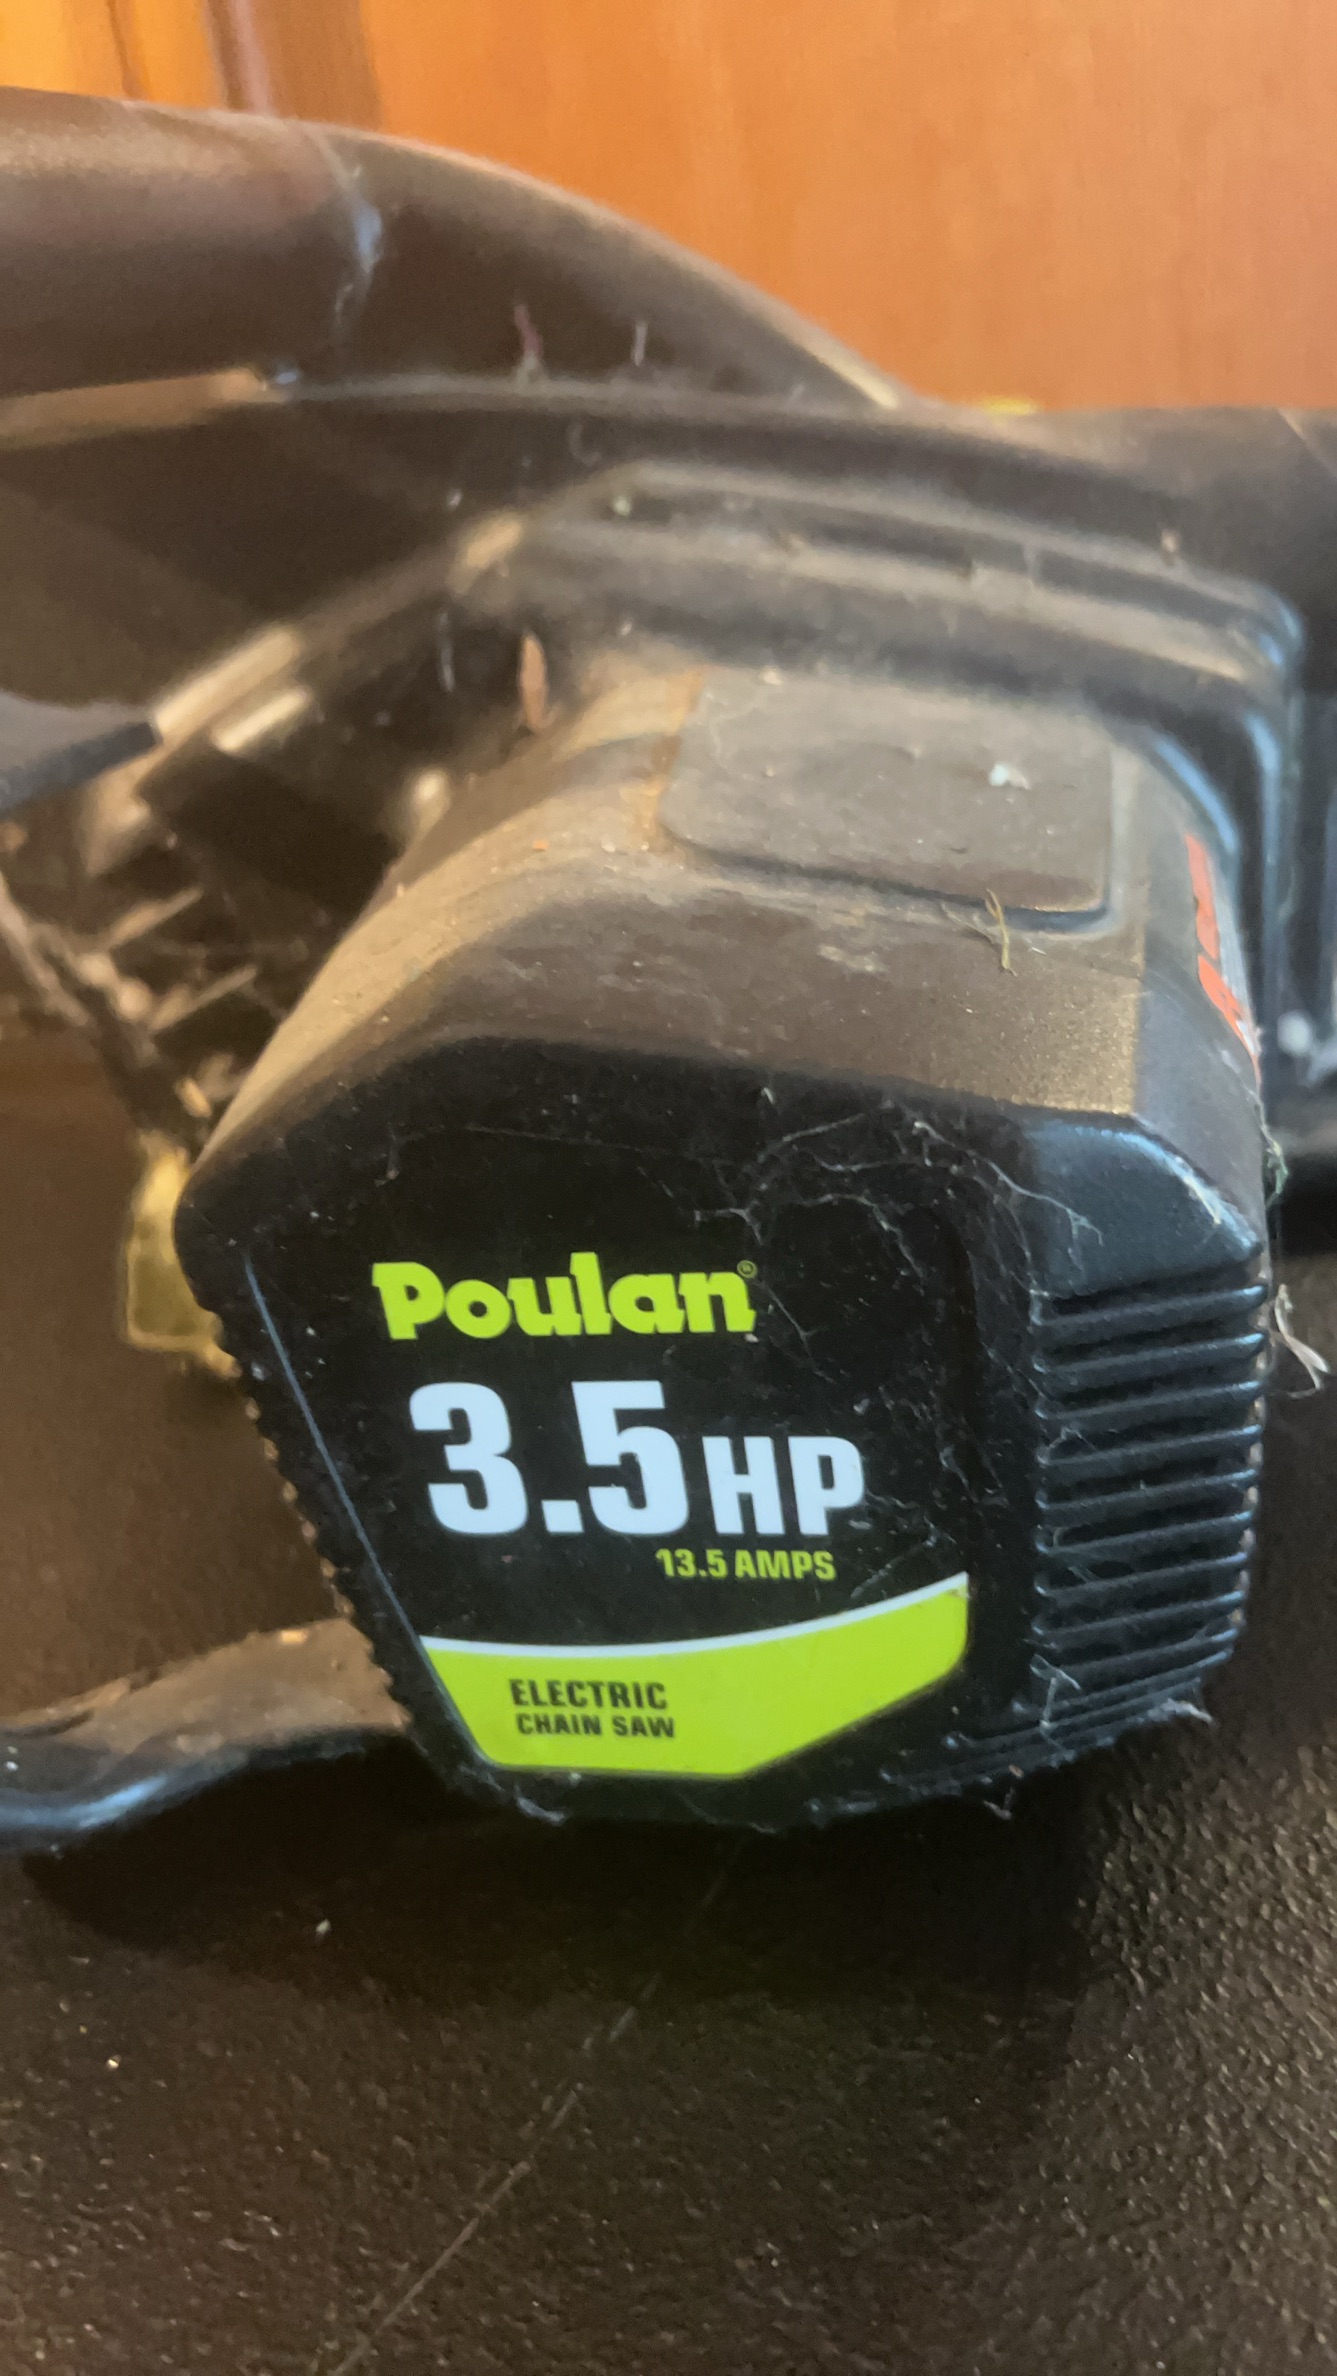 Poulan®
3.5 HP
13.5 AMPS
ELECTRIC
CHAIN SAW